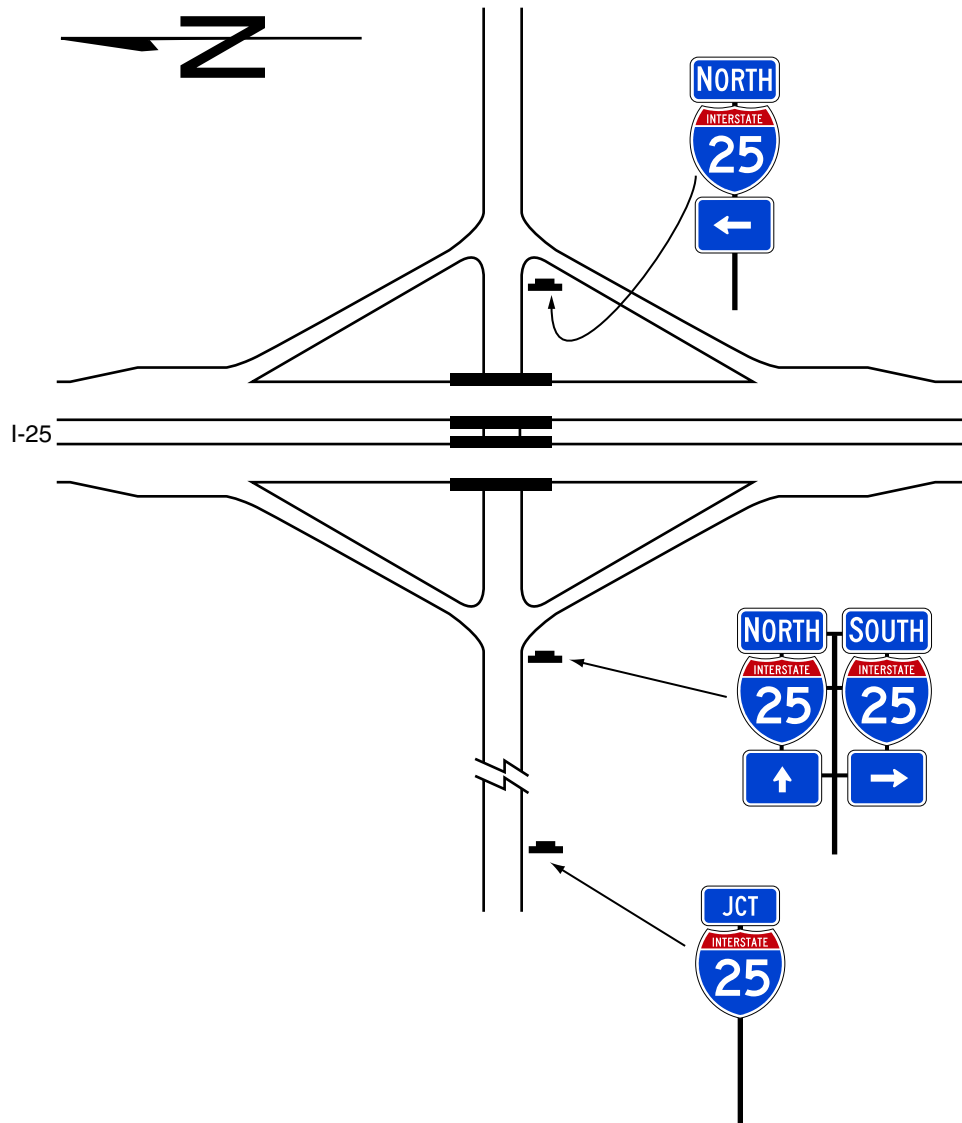 N
NORTH
INTERSTATE
25
I-25
NORTH SOUTH
INTERSTATE INTERSTATE
25 25
JCT
INTERSTATE
25